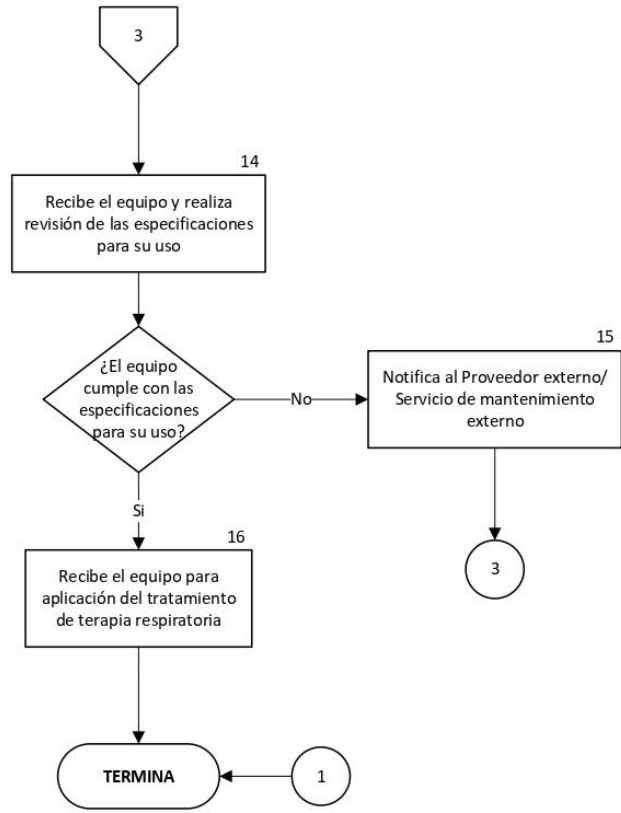 3
14
Recibe el equipo y realiza
revisión de las especificaciones
para su uso
¿El equipo
cumple con las
especificaciones
para su uso?
No
15
Notifica al Proveedor externo/
Servicio de mantenimiento
externo
3
Si
16
Recibe el equipo para
aplicación del tratamiento
de terapia respiratoria
TERMINA
1